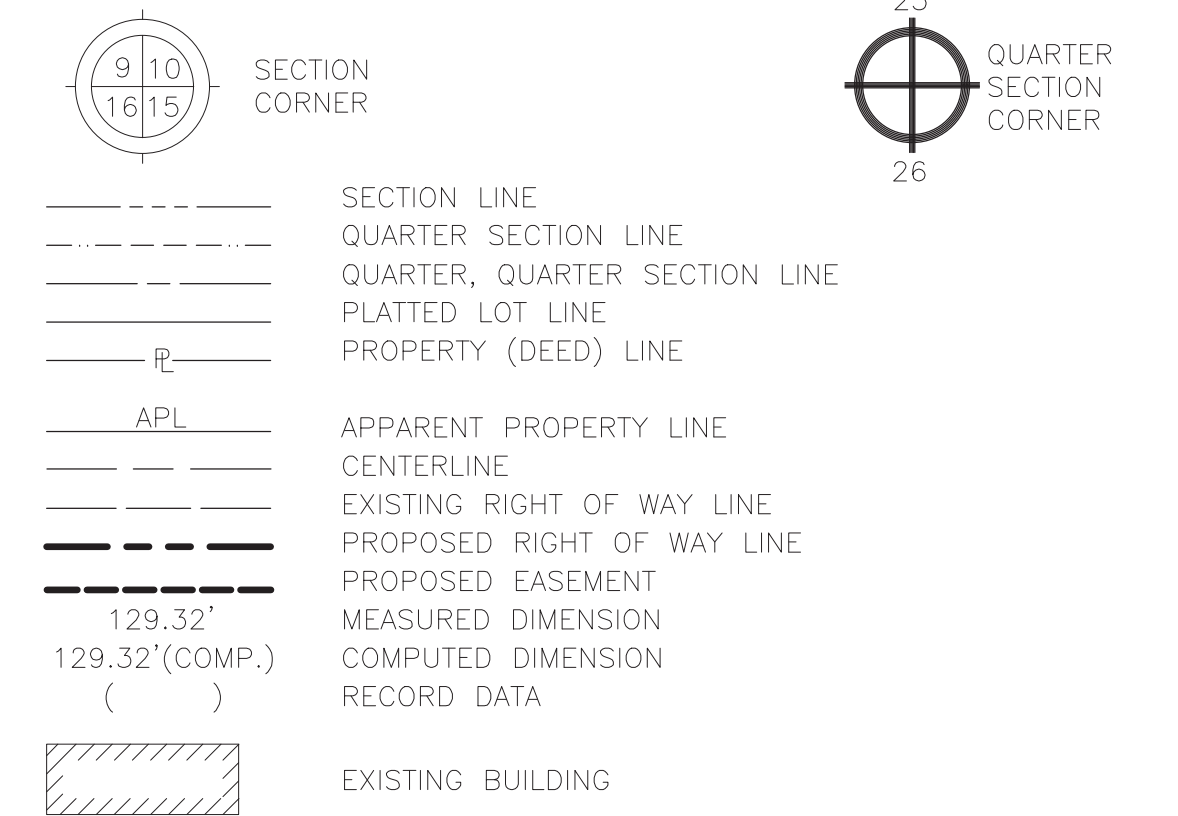 9 10
16 15
SECTION
CORNER
25
26
QUARTER
SECTION
CORNER
SECTION LINE
QUARTER SECTION LINE
QUARTER, QUARTER SECTION LINE
PLATTED LOT LINE
PL PROPERTY (DEED) LINE
APL APPARENT PROPERTY LINE
CENTERLINE
EXISTING RIGHT OF WAY LINE
PROPOSED RIGHT OF WAY LINE
PROPOSED EASEMENT
129.32' MEASURED DIMENSION
129.32'(COMP.) COMPUTED DIMENSION
( ) RECORD DATA
EXISTING BUILDING